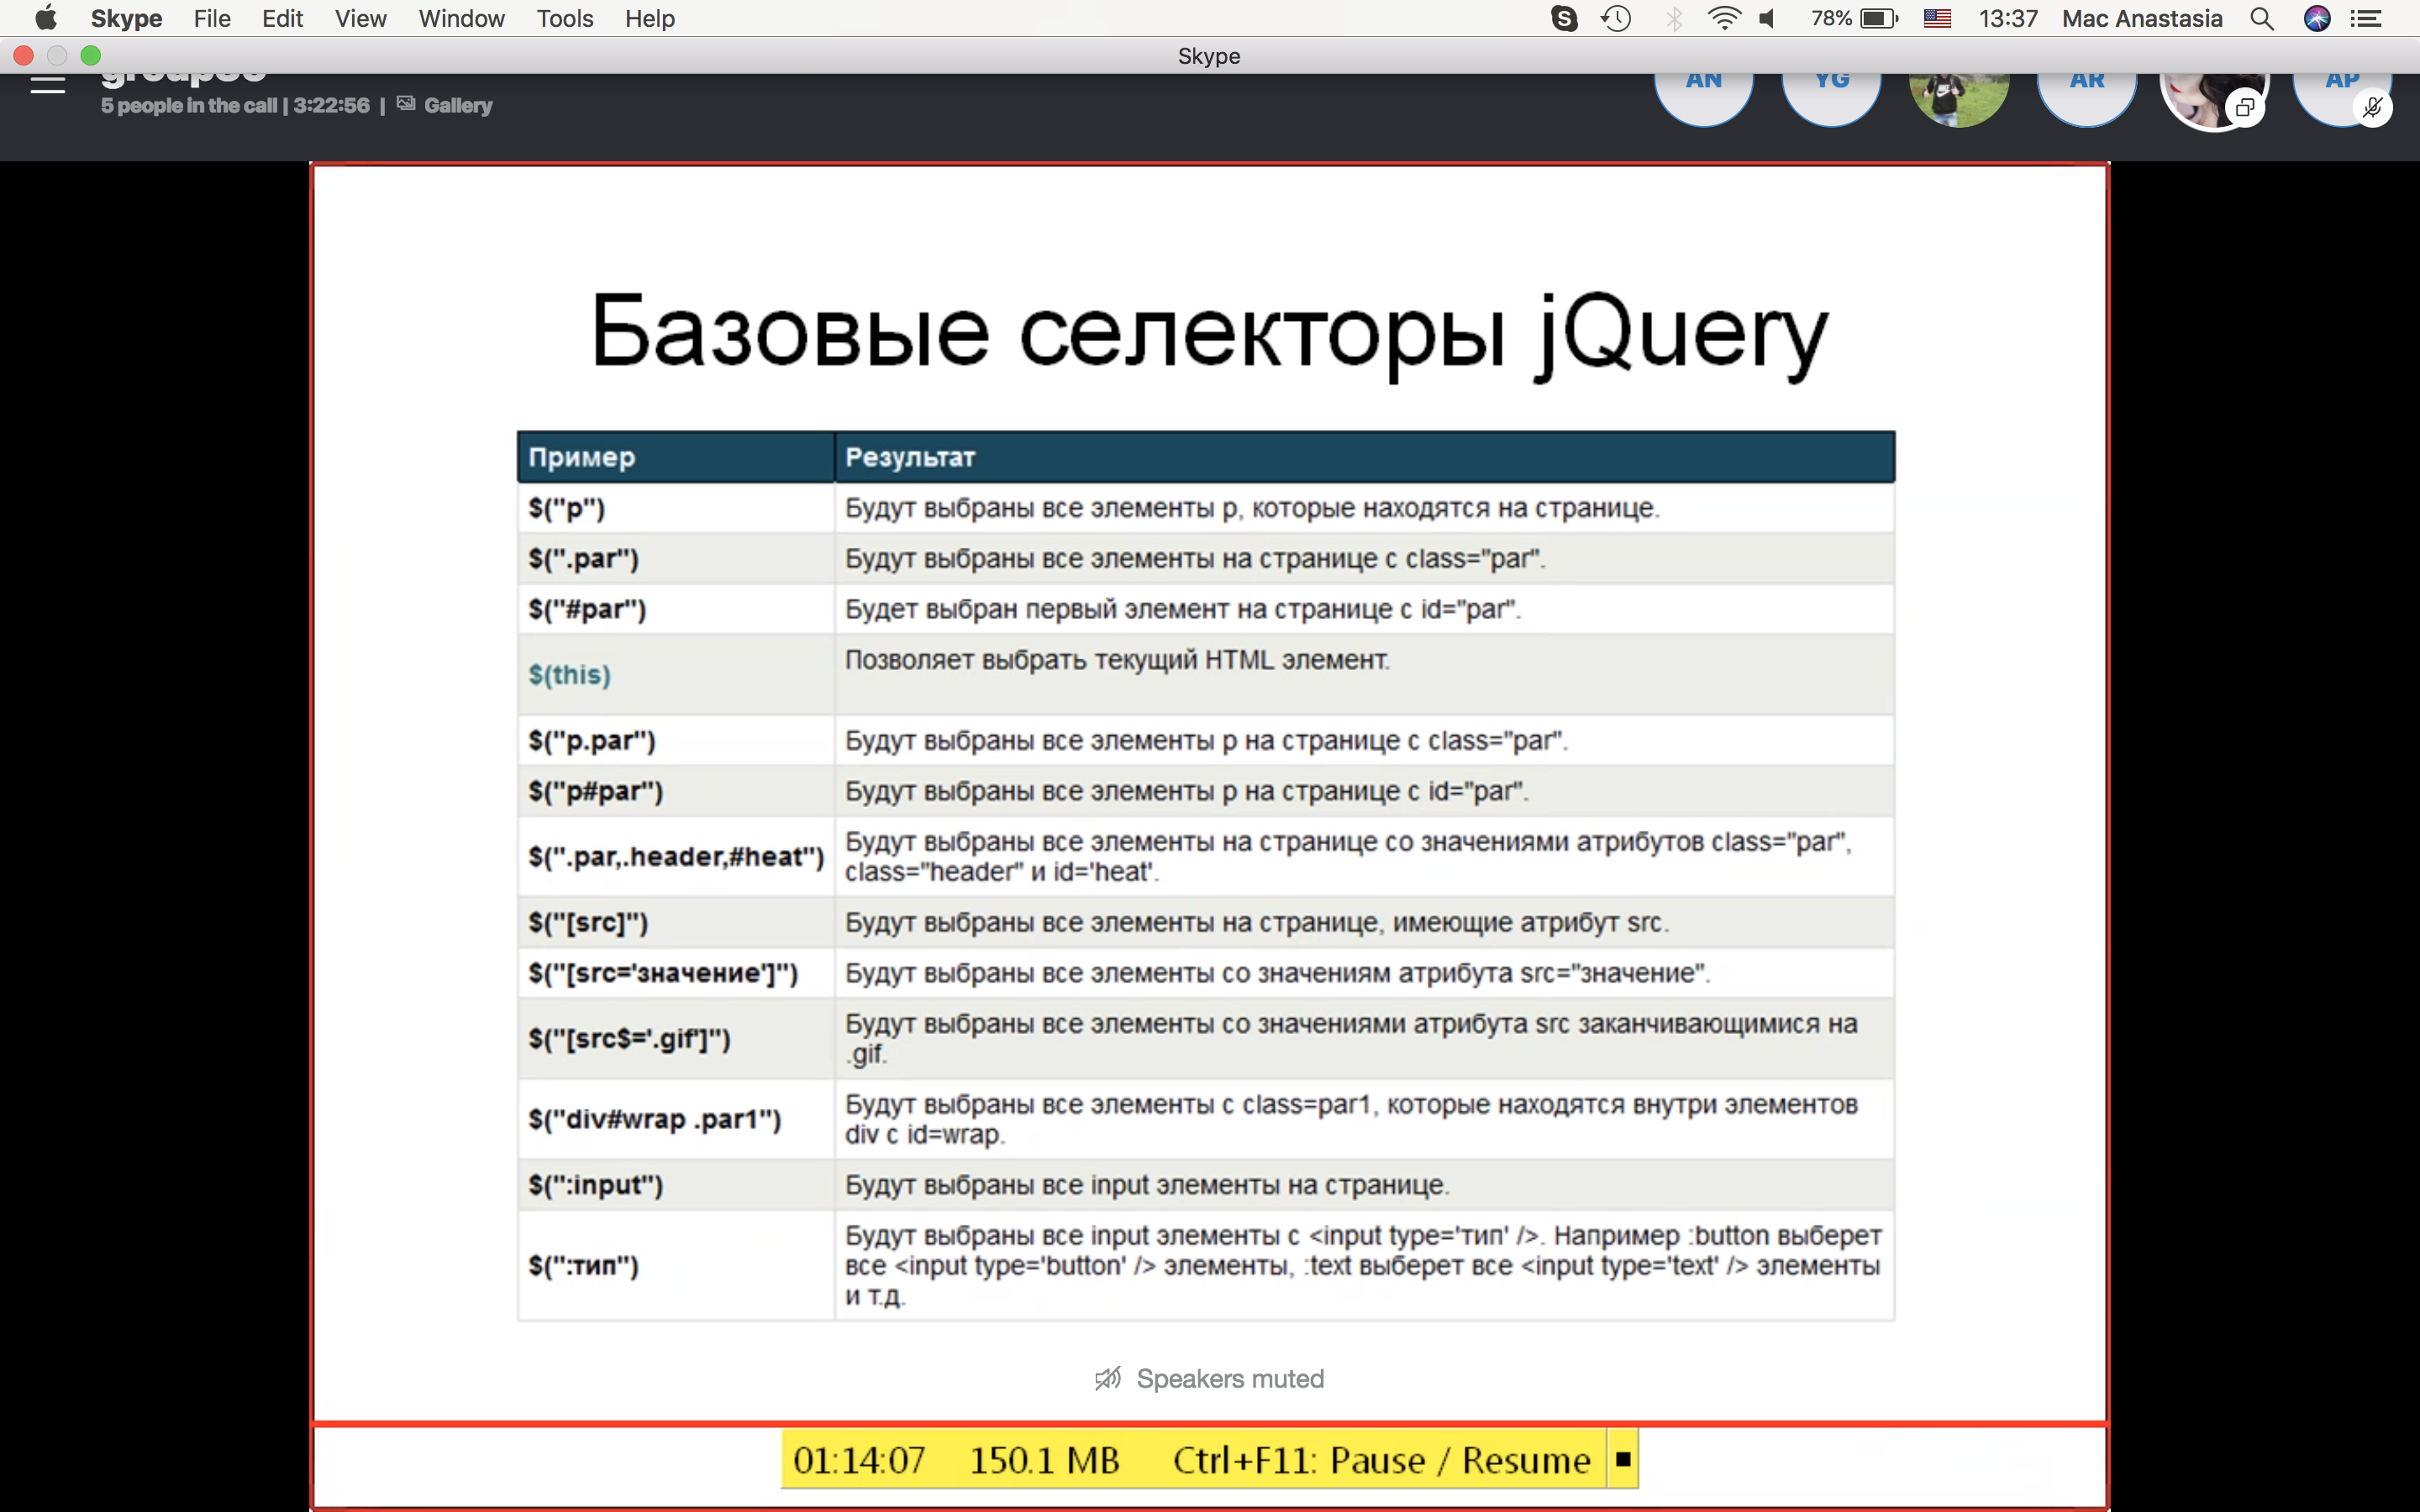 Skype File Edit View Window Tools Help 78% 13:37 Mac Anastasia
Skype
5 people in the call | 3:22:56 | Gallery
AN YG AR AP
Базовые селекторы jQuery
Пример Результат
$("p") Будут выбраны все элементы p, которые находятся на странице.
$(".par") Будут выбраны все элементы на странице с class="par".
$("#par") Будет выбран первый элемент на странице с id="par".
$(this) Позволяет выбрать текущий HTML элемент.
$("p.par") Будут выбраны все элементы p на странице с class="par".
$("p#par") Будут выбраны все элементы p на странице с id="par".
$(".par,.header,#heat") Будут выбраны все элементы на странице со значениями атрибутов class="par",
class="header" и id='heat'.
$("[src]") Будут выбраны все элементы на странице, имеющие атрибут src.
$("[src='значение']") Будут выбраны все элементы со значениям атрибута src="значение".
$("[src$='.gif']") Будут выбраны все элементы со значениями атрибута src заканчивающимися на
.gif.
$("div#wrap .par1") Будут выбраны все элементы с class=par1, которые находятся внутри элементов
div с id=wrap.
$(":input") Будут выбраны все input элементы на странице.
$(":тип") Будут выбраны все input элементы с <input type='тип' />. Например :button выберет
все <input type='button' /> элементы, :text выберет все <input type='text' /> элементы
и т.д.
Speakers muted
01:14:07 150.1 MB Ctrl+F11: Pause / Resume